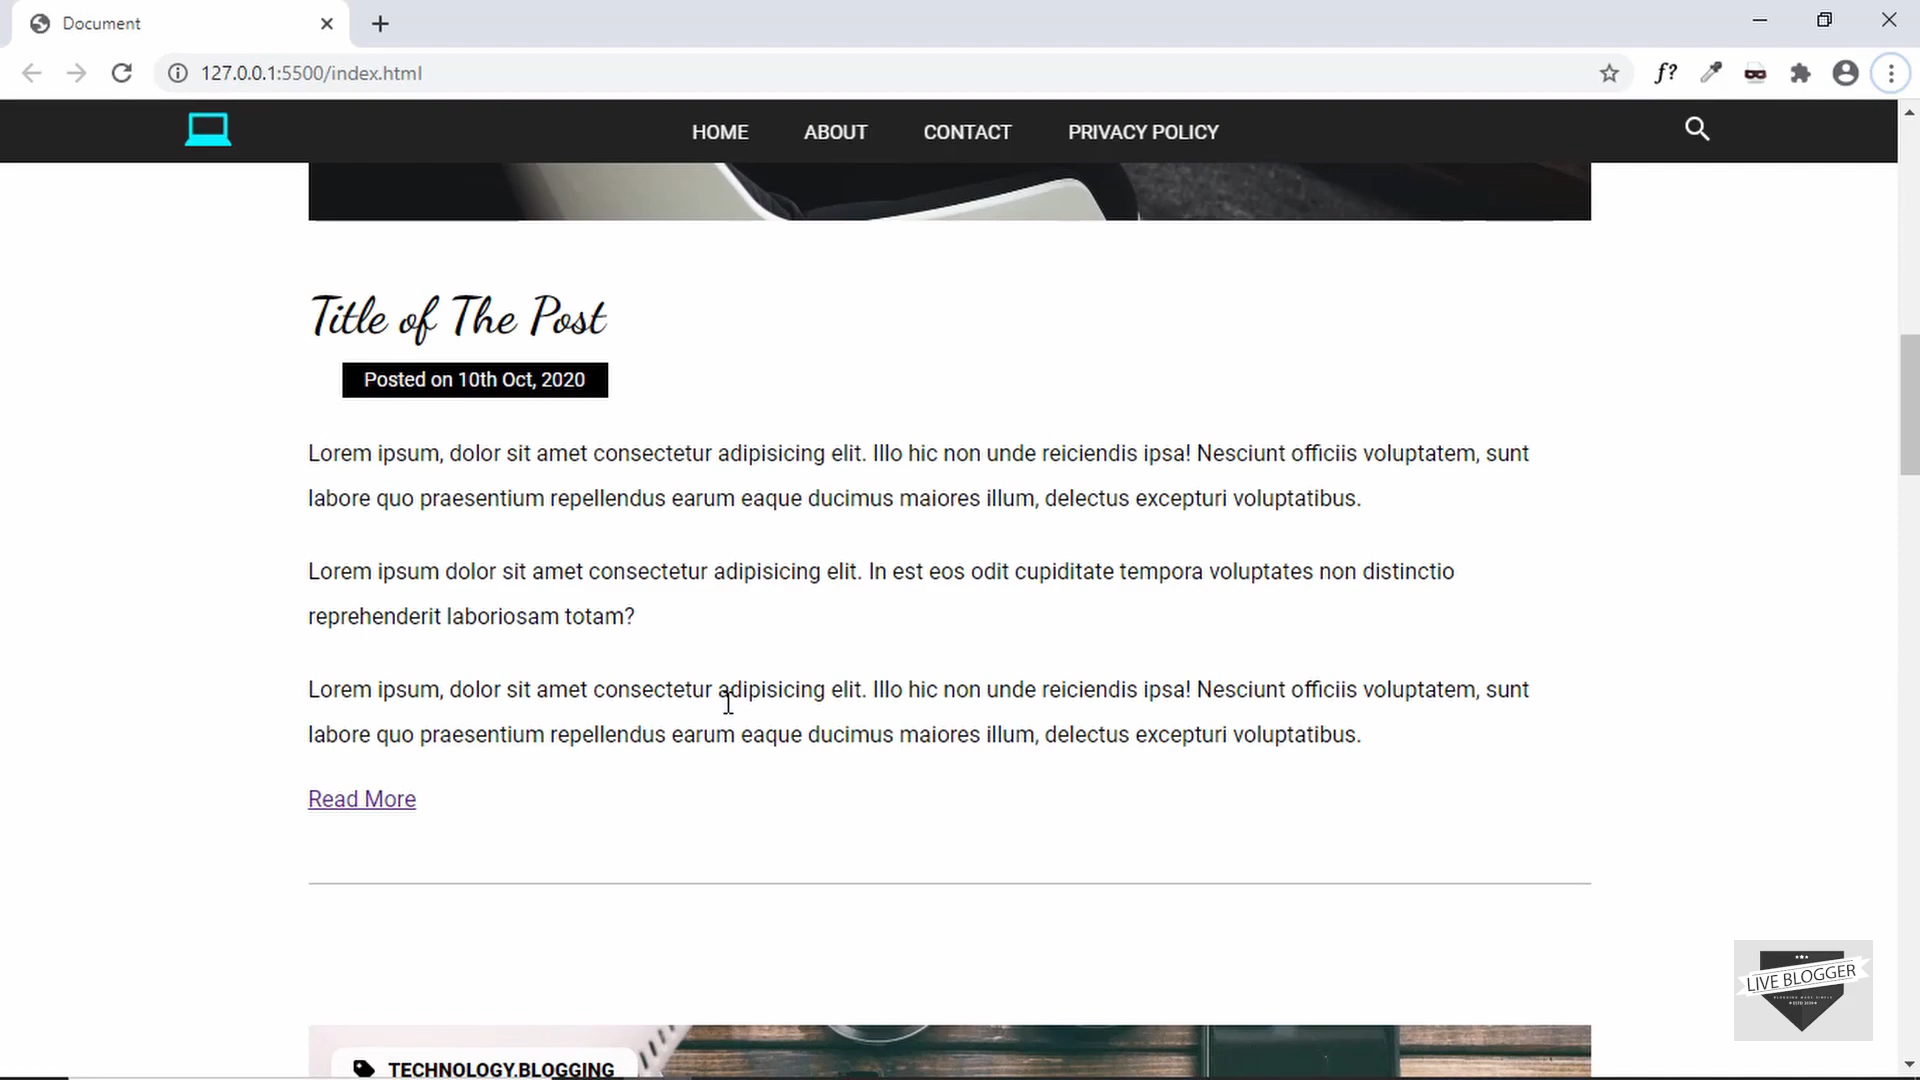 Document
127.0.0.1:5500/index.html
f?
HOME ABOUT CONTACT PRIVACY POLICY
Title of The Post
Posted on 10th Oct, 2020
Lorem ipsum, dolor sit amet consectetur adipisicing elit. Illo hic non unde reiciendis ipsa! Nesciunt officiis voluptatem, sunt
labore quo praesentium repellendus earum eaque ducimus maiores illum, delectus excepturi voluptatibus.
Lorem ipsum dolor sit amet consectetur adipisicing elit. In est eos odit cupiditate tempora voluptates non distinctio
reprehenderit laboriosam totam?
Lorem ipsum, dolor sit amet consectetur adipisicing elit. Illo hic non unde reiciendis ipsa! Nesciunt officiis voluptatem, sunt
labore quo praesentium repellendus earum eaque ducimus maiores illum, delectus excepturi voluptatibus.
Read More
LIVE BLOGGER
TECHNOLOGY,BLOGGING